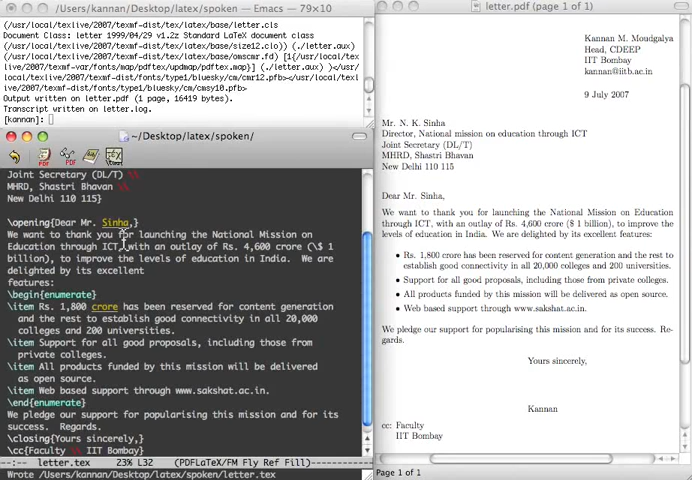 kannan/ — Emacs — 79×10
(/usr/local/texlive/2007/texmf-dist/tex/latex/base/letter.cls
Document Class: letter 1999/04/29 v1.2z Standard LaTeX document class
(/usr/local/texlive/2007/texmf-dist/tex/latex/base/size12.clo)) (./letter.aux)
(/usr/local/texlive/2007/texmf-dist/tex/latex/base/omscmr.fd) [1{/usr/local/tex
live/2007/texmf-var/fonts/map/pdftex/updmap/pdftex.map}] (./letter.aux) )</usr/
local/texlive/2007/texmf-dist/fonts/type1/bluesky/cm/cmr12.pfb></usr/local/texl
ive/2007/texmf-dist/fonts/type1/bluesky/cm/cmsy10.pfb>
Output written on letter.pdf (1 page, 16419 bytes).
Transcript written on letter.log.
[kannan]:
~/Desktop/latex/spoken/
PDF
PDF
Joint Secretary (DL/T) \\
MHRD, Shastri Bhavan \\
New Delhi 110 115}
\opening{Dear Mr. Sinha,}
We want to thank you for launching the National Mission on
Education through ICT, with an outlay of Rs. 4,600 crore (\$ 1
billion), to improve the levels of education in India.  We are
delighted by its excellent
features:
\begin{enumerate}
\item Rs. 1,800 crore has been reserved for content generation
and the rest to establish good connectivity in all 20,000
colleges and 200 universities.
\item Support for all good proposals, including those from
private colleges.
\item All products funded by this mission will be delivered
as open source.
\item Web based support through www.sakshat.ac.in.
\end{enumerate}
We pledge our support for popularising this mission and for its
success.  Regards.
\closing{Yours sincerely,}
\cc{Faculty \\ IIT Bombay}
--:-- letter.tex 23% L32 (PDFLaTeX/FM Fly Ref Fill)
Wrote /Users/kannan/Desktop/latex/spoken/letter.tex
letter.pdf (page 1 of 1)
Kannan M. Moudgalya
Head, CDEEP
IIT Bombay
kannan@iitb.ac.in
9 July 2007
Mr. N. K. Sinha
Director, National mission on education through ICT
Joint Secretary (DL/T)
MHRD, Shastri Bhavan
New Delhi 110 115
Dear Mr. Sinha,
We want to thank you for launching the National Mission on Education
through ICT, with an outlay of Rs. 4,600 crore ($ 1 billion), to improve the
levels of education in India. We are delighted by its excellent features:
• Rs. 1,800 crore has been reserved for content generation and the rest to
establish good connectivity in all 20,000 colleges and 200 universities.
• Support for all good proposals, including those from private colleges.
• All products funded by this mission will be delivered as open source.
• Web based support through www.sakshat.ac.in.
We pledge our support for popularising this mission and for its success. Re-
gards.
Yours sincerely,
Kannan
cc: Faculty
IIT Bombay
Page 1 of 1